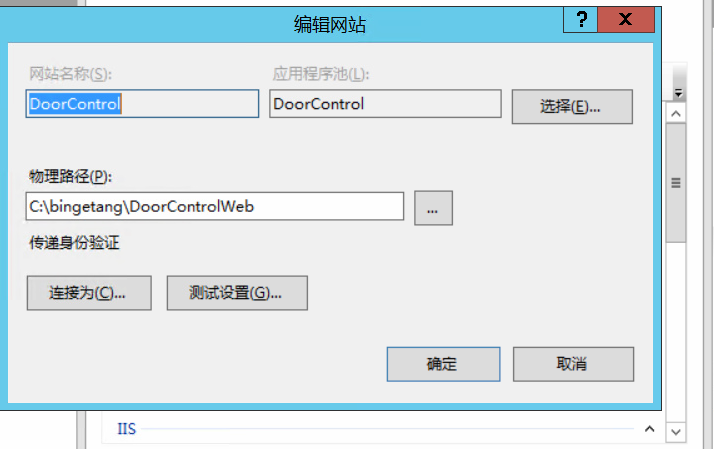 编辑网站
?
网站名称(S):
应用程序池(L):
DoorControl
DoorControl
选择(E)...
物理路径(P):
C:\bingetang\DoorControlWeb
...
传递身份验证
连接为(C)...
测试设置(G)...
确定
取消
IIS